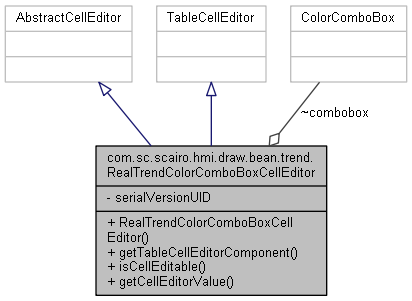 AbstractCellEditor
TableCellEditor
ColorComboBox
~combobox
com.sc.scairo.hmi.draw.bean.trend.
RealTrendColorComboBoxCellEditor
- serialVersionUID
+ RealTrendColorComboBoxCell
Editor()
+ getTableCellEditorComponent()
+ isCellEditable()
+ getCellEditorValue()